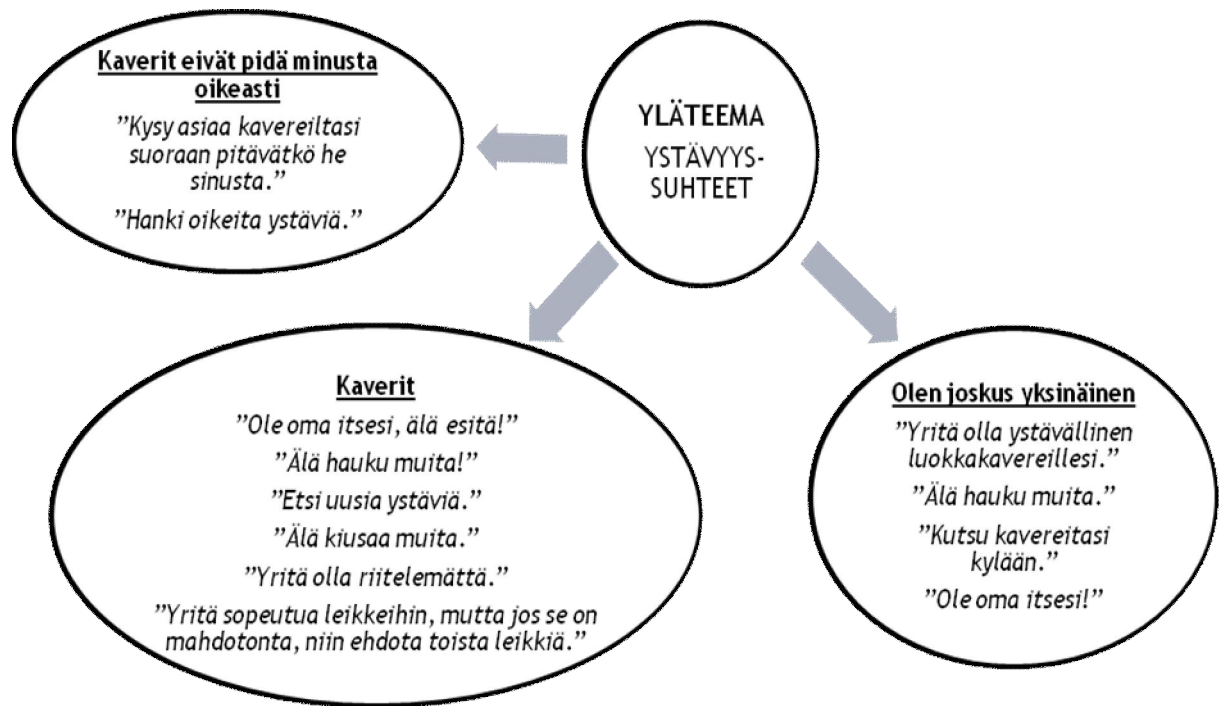 Kaverit eivät pidä minusta
oikeasti
”Kysy asiaa kavereiltasi
suoraan pitävätkö he
sinusta.”
”Hanki oikeita ystäviä.”
YLÄTEEMA
YSTÄVYYS-
SUHTEET
Kaverit
”Ole oma itsesi, älä esitä!”
”Älä hauku muita!”
”Etsi uusia ystäviä.”
”Älä kiusaa muita.”
”Yritä olla riitelemättä.”
”Yritä sopeutua leikkeihin, mutta jos se on
mahdotonta, niin ehdota toista leikkiä.”
Olen joskus yksinäinen
”Yritä olla ystävällinen
luokkakavereillesi.”
”Älä hauku muita.”
”Kutsu kavereitasi
kylään.”
”Ole oma itsesi!”